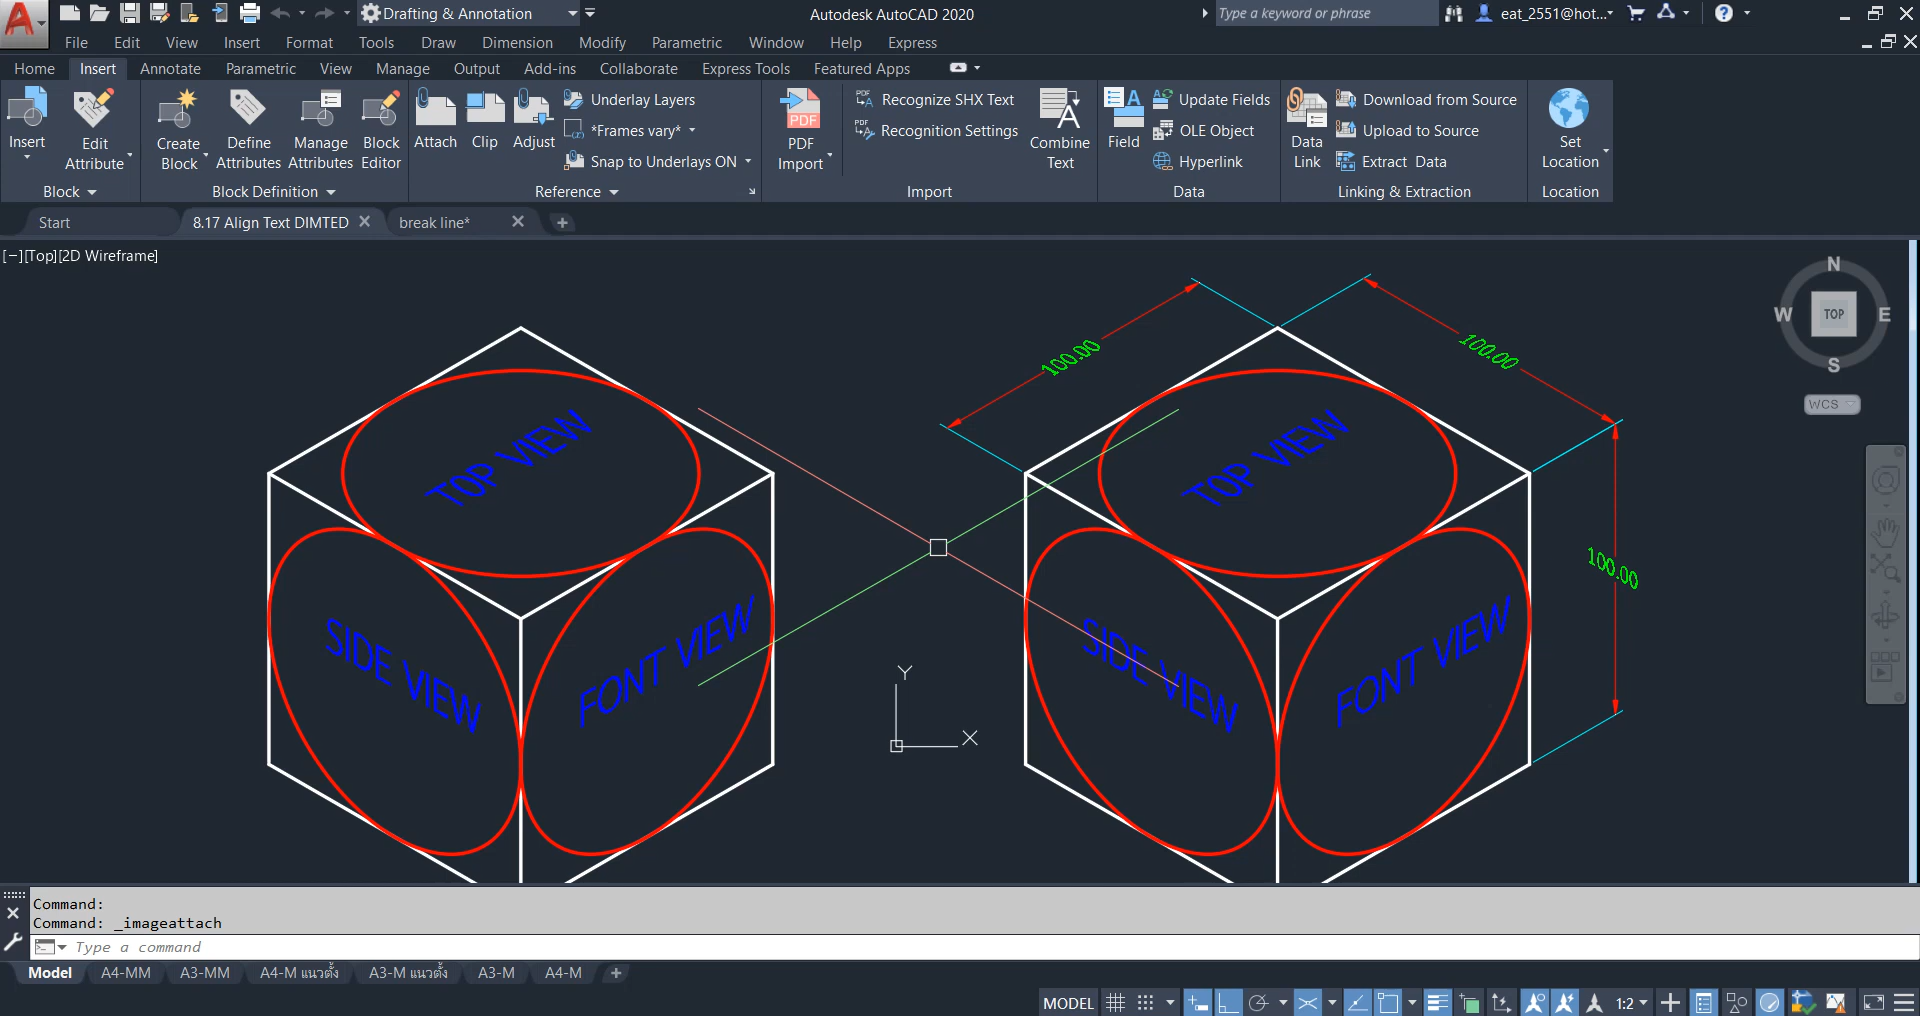 Drafting & Annotation
Autodesk AutoCAD 2020
Type a keyword or phrase
eat_2551@hot...
File Edit View Insert Format Tools Draw Dimension Modify Parametric Window Help Express
Home Insert Annotate Parametric View Manage Output Add-ins Collaborate Express Tools Featured Apps
Insert
Edit Attribute
Block
Create Block
Define Attributes
Manage Attributes
Block Editor
Block Definition
Attach
Clip
Adjust
Underlay Layers
*Frames vary*
Snap to Underlays ON
Reference
PDF
PDF Import
PDF
Recognize SHX Text
PDF
Recognition Settings
Combine Text
Import
Field
Update Fields
OLE Object
Hyperlink
Data
Data Link
Download from Source
Upload to Source
Extract Data
Linking & Extraction
Set Location
Location
Start
8.17 Align Text DIMTED
break line*
[−][Top][2D Wireframe]
N
W TOP E
S
WCS
100.00
100.00
100.00
TOP VIEW
SIDE VIEW
FONT VIEW
TOP VIEW
SIDE VIEW
FONT VIEW
Y
X
Command:
Command: _imageattach
Type a command
Model A4-MM A3-MM A4-M แนวตั้ง A3-M แนวตั้ง A3-M A4-M
MODEL
1:2